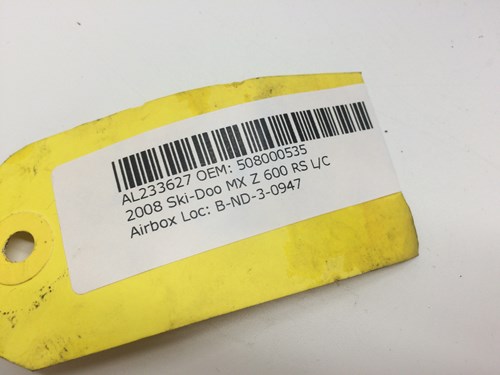 AL233627 OEM: 508000535
2008 Ski-Doo MX Z 600 RS L/C
Airbox Loc: B-ND-3-0947